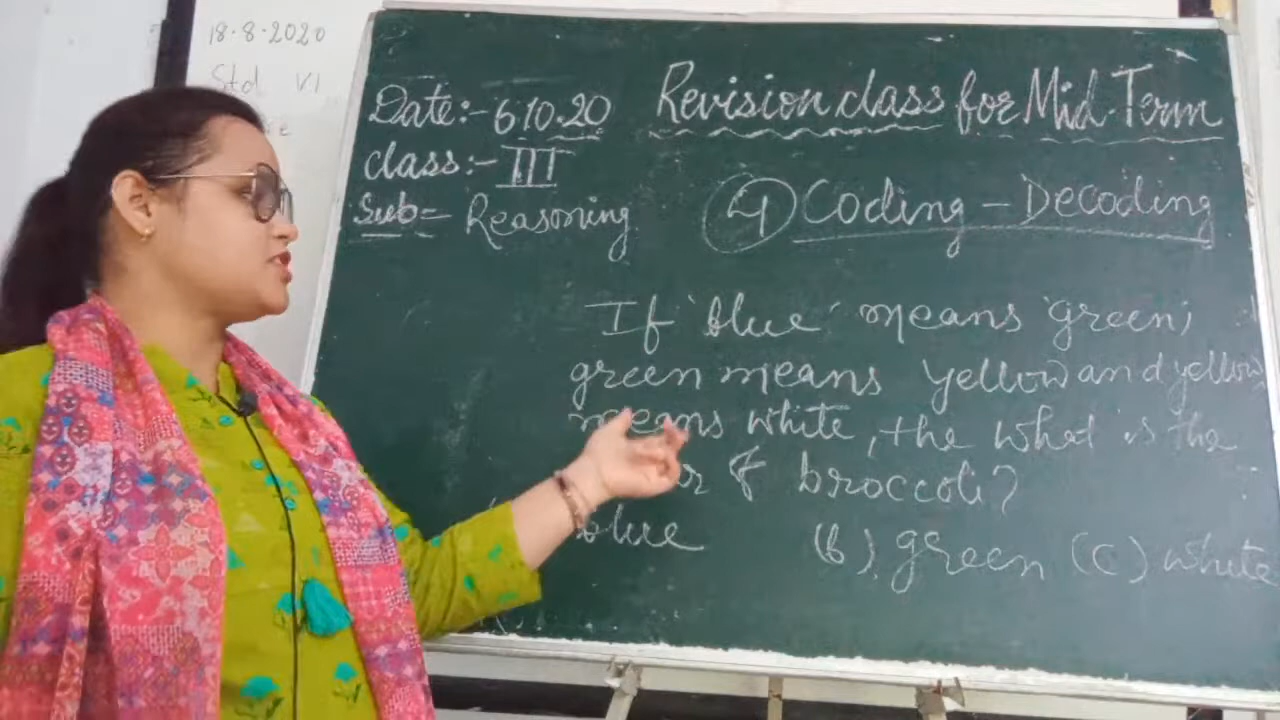 18.8.2020
Std VI
Date:- 6.10.20
class:- III
Sub= Reasoning
Revision class for Mid-Term
4 Coding - Decoding
If 'blue' means 'green,
green means yellow and yellow
means white, the what is the
of broccoli?
blue (b) green (c) white